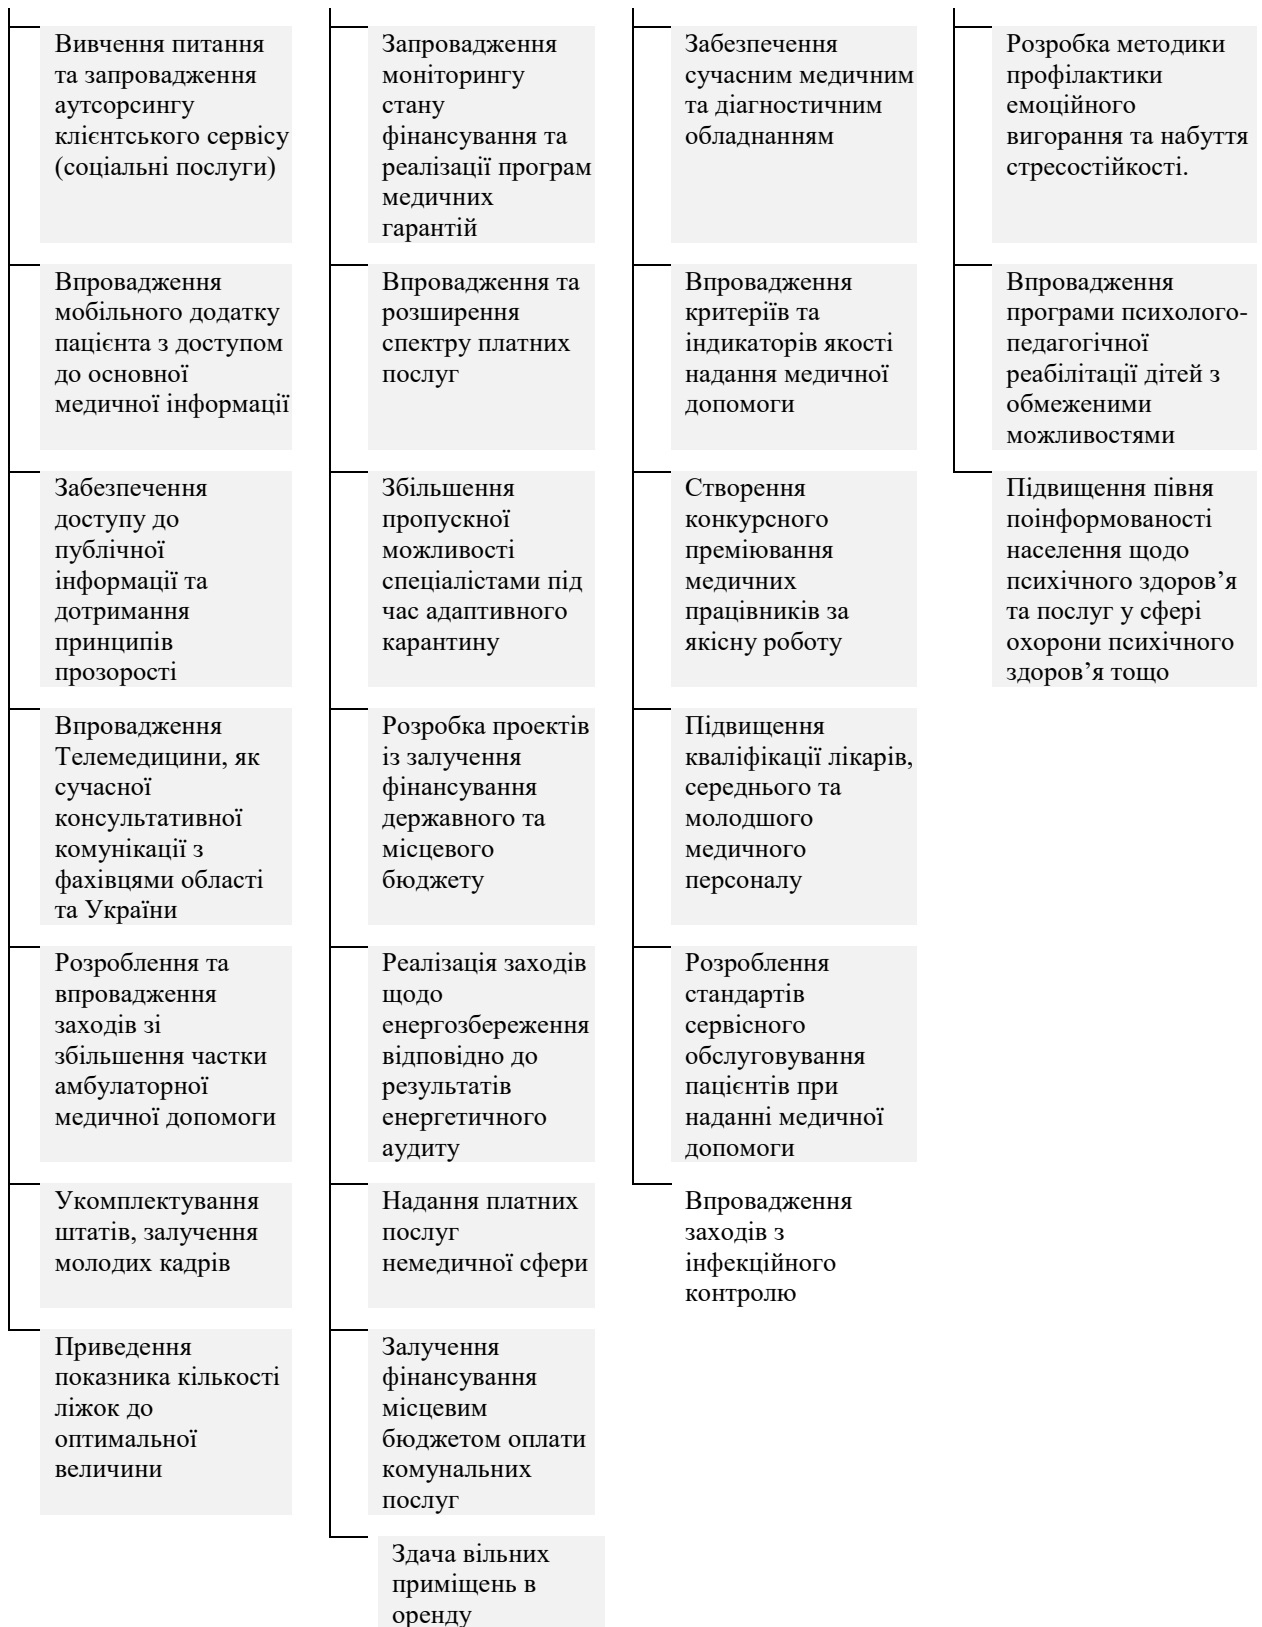 Вивчення питання
та запровадження
аутсорсингу
клієнтського сервісу
(соціальні послуги)
Впровадження
мобільного додатку
пацієнта з доступом
до основної
медичної інформації
Забезпечення
доступу до
публічної
інформації та
дотримання
принципів
прозорості
Впровадження
Телемедицини, як
сучасної
консультативної
комунікації з
фахівцями області
та України
Розроблення та
впровадження
заходів зі
збільшення частки
амбулаторної
медичної допомоги
Укомплектування
штатів, залучення
молодих кадрів
Приведення
показника кількості
ліжок до
оптимальної
величини
Запровадження
моніторингу
стану
фінансування та
реалізації програм
медичних
гарантій
Впровадження та
розширення
спектру платних
послуг
Збільшення
пропускної
можливості
спеціалістами під
час адаптивного
карантину
Розробка проектів
із залучення
фінансування
державного та
місцевого
бюджету
Реалізація заходів
щодо
енергозбереження
відповідно до
результатів
енергетичного
аудиту
Надання платних
послуг
немедичної сфери
Залучення
фінансування
місцевим
бюджетом оплати
комунальних
послуг
Здача вільних
приміщень в
оренду
Забезпечення
сучасним медичним
та діагностичним
обладнанням
Впровадження
критеріїв та
індикаторів якості
надання медичної
допомоги
Створення
конкурсного
преміювання
медичних
працівників за
якісну роботу
Підвищення
кваліфікації лікарів,
середнього та
молодшого
медичного
персоналу
Розроблення
стандартів
сервісного
обслуговування
пацієнтів при
наданні медичної
допомоги
Впровадження
заходів з
інфекційного
контролю
Розробка методики
профілактики
емоційного
вигорання та набуття
стресостійкості.
Впровадження
програми психолого-
педагогічної
реабілітації дітей з
обмеженими
можливостями
Підвищення півня
поінформованості
населення щодо
психічного здоров’я
та послуг у сфері
охорони психічного
здоров’я тощо